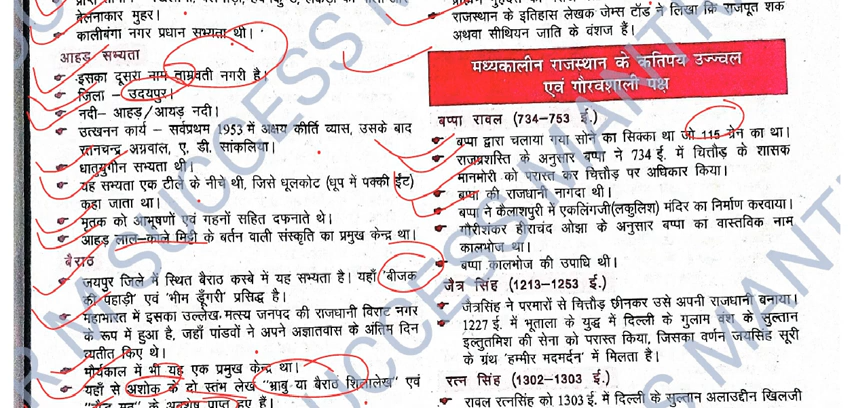 बेलनाकार मुहर।
कालीबंगा नगर प्रधान सभ्यता थी।
आहड़ सभ्यता
इसका दूसरा नाम ताम्रवती नगरी है।
जिला – उदयपुर।
नदी– आहड़/आयड़ नदी।
उत्खनन कार्य – सर्वप्रथम 1953 में अक्षय कीर्ति व्यास, उसके बाद
रतनचन्द्र अग्रवाल, ए. डी. सांकलिया।
धातुयुगीन सभ्यता थी।
यह सभ्यता एक टीले के नीचे थी, जिसे धूलकोट (धूप में पक्की ईंट)
कहा जाता था।
मृतक को आभूषणों एवं गहनों सहित दफनाते थे।
आहड़ लाल–काले मिट्टी के बर्तन वाली संस्कृति का प्रमुख केन्द्र था।
बैराठ
जयपुर जिले में स्थित बैराठ कस्बे में यह सभ्यता है। यहाँ 'बीजक
की पहाड़ी' एवं 'भीम डूँगरी' प्रसिद्ध है।
महाभारत में इसका उल्लेख मत्स्य जनपद की राजधानी विराट नगर
के रूप में हुआ है, जहाँ पांडवों ने अपने अज्ञातवास के अंतिम दिन
व्यतीत किए थे।
मौर्यकाल में भी यह एक प्रमुख केन्द्र था।
यहाँ से अशोक के दो स्तंभ लेख "भाब्रु या बैराठ शिलालेख" एवं
के अवशेष प्राप्त हुए हैं।
राजस्थान के इतिहास लेखक जेम्स टॉड ने लिखा कि राजपूत शक
अथवा सीथियन जाति के वंशज हैं।
मध्यकालीन राजस्थान के कतिपय उज्ज्वल
एवं गौरवशाली पक्ष
बप्पा रावल (734–753 ई.)
बप्पा द्वारा चलाया गया सोने का सिक्का था जो 115 ग्रेन का था।
राजप्रशस्ति के अनुसार बप्पा ने 734 ई. में चित्तौड़ के शासक
मानमोरी को परास्त कर चित्तौड़ पर अधिकार किया।
बप्पा की राजधानी नागदा थी।
बप्पा ने कैलाशपुरी में एकलिंगजी(लकुलिश) मंदिर का निर्माण करवाया।
गौरीशंकर हीराचंद ओझा के अनुसार बप्पा का वास्तविक नाम
कालभोज था।
बप्पा कालभोज की उपाधि थी।
जैत्र सिंह (1213–1253 ई.)
जैत्रसिंह ने परमारों से चित्तौड़ छीनकर उसे अपनी राजधानी बनाया।
1227 ई. में भूताला के युद्ध में दिल्ली के गुलाम वंश के सुल्तान
इल्तुतमिश की सेना को परास्त किया, जिसका वर्णन जयसिंह सूरी
के ग्रंथ 'हम्मीर मदमर्दन' में मिलता है।
रत्न सिंह (1302–1303 ई.)
रावल रत्नसिंह को 1303 ई. में दिल्ली के सुल्तान अलाउद्दीन खिलजी